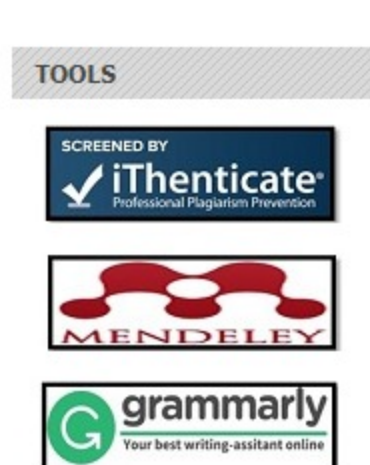 TOOLS
SCREENED BY
iThenticate®
Professional Plagiarism Prevention
MENDELEY
grammarly
Your best writing-assitant online